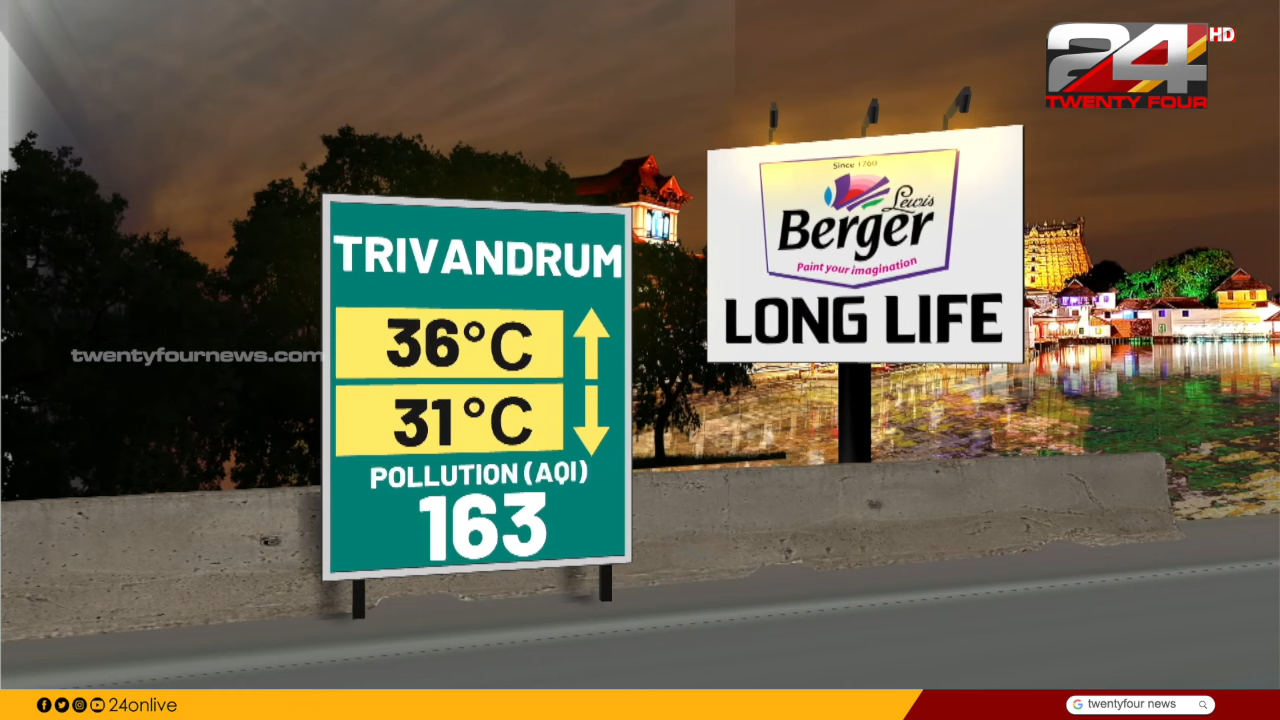 24
HD
TWENTY FOUR
TRIVANDRUM
36°C
31°C
POLLUTION (AQI)
163
Since 1760
Lewis
Berger
Paint your imagination
LONG LIFE
twentyfournews.com
24onlive
twentyfour news